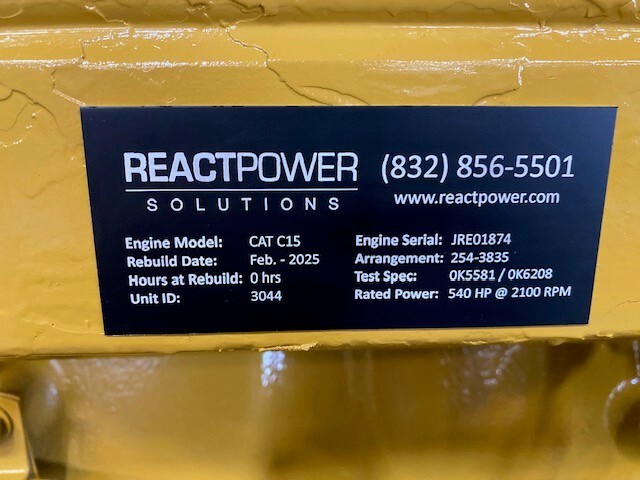 REACTPOWER
SOLUTIONS
(832) 856-5501
www.reactpower.com
Engine Model: CAT C15
Rebuild Date: Feb. - 2025
Hours at Rebuild: 0 hrs
Unit ID: 3044
Engine Serial: JRE01874
Arrangement: 254-3835
Test Spec: 0K5581 / 0K6208
Rated Power: 540 HP @ 2100 RPM